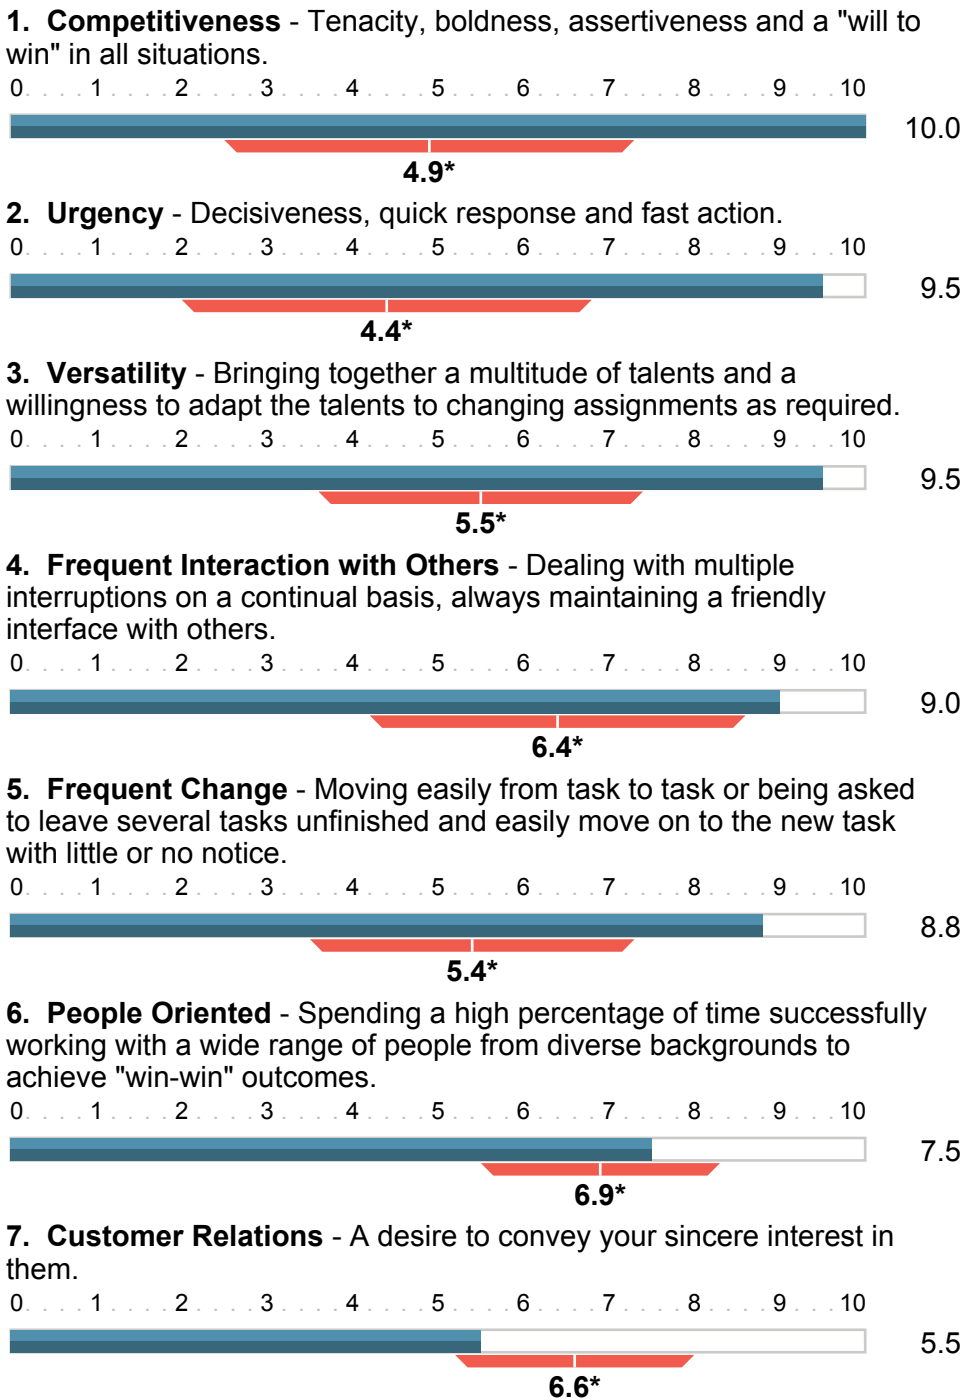 1. Competitiveness - Tenacity, boldness, assertiveness and a "will to
win" in all situations.
0. . . . 1 . . . . 2 . . . . 3 . . . . 4 . . . . 5 . . . . 6 . . . . 7 . . . . 8 . . . . 9 . . . 10
10.0
4.9*
2. Urgency - Decisiveness, quick response and fast action.
0. . . . 1 . . . . 2 . . . . 3 . . . . 4 . . . . 5 . . . . 6 . . . . 7 . . . . 8 . . . . 9 . . . 10
9.5
4.4*
3. Versatility - Bringing together a multitude of talents and a
willingness to adapt the talents to changing assignments as required.
0. . . . 1 . . . . 2 . . . . 3 . . . . 4 . . . . 5 . . . . 6 . . . . 7 . . . . 8 . . . . 9 . . . 10
9.5
5.5*
4. Frequent Interaction with Others - Dealing with multiple
interruptions on a continual basis, always maintaining a friendly
interface with others.
0. . . . 1 . . . . 2 . . . . 3 . . . . 4 . . . . 5 . . . . 6 . . . . 7 . . . . 8 . . . . 9 . . . 10
9.0
6.4*
5. Frequent Change - Moving easily from task to task or being asked
to leave several tasks unfinished and easily move on to the new task
with little or no notice.
0. . . . 1 . . . . 2 . . . . 3 . . . . 4 . . . . 5 . . . . 6 . . . . 7 . . . . 8 . . . . 9 . . . 10
8.8
5.4*
6. People Oriented - Spending a high percentage of time successfully
working with a wide range of people from diverse backgrounds to
achieve "win-win" outcomes.
0. . . . 1 . . . . 2 . . . . 3 . . . . 4 . . . . 5 . . . . 6 . . . . 7 . . . . 8 . . . . 9 . . . 10
7.5
6.9*
7. Customer Relations - A desire to convey your sincere interest in
them.
0. . . . 1 . . . . 2 . . . . 3 . . . . 4 . . . . 5 . . . . 6 . . . . 7 . . . . 8 . . . . 9 . . . 10
5.5
6.6*